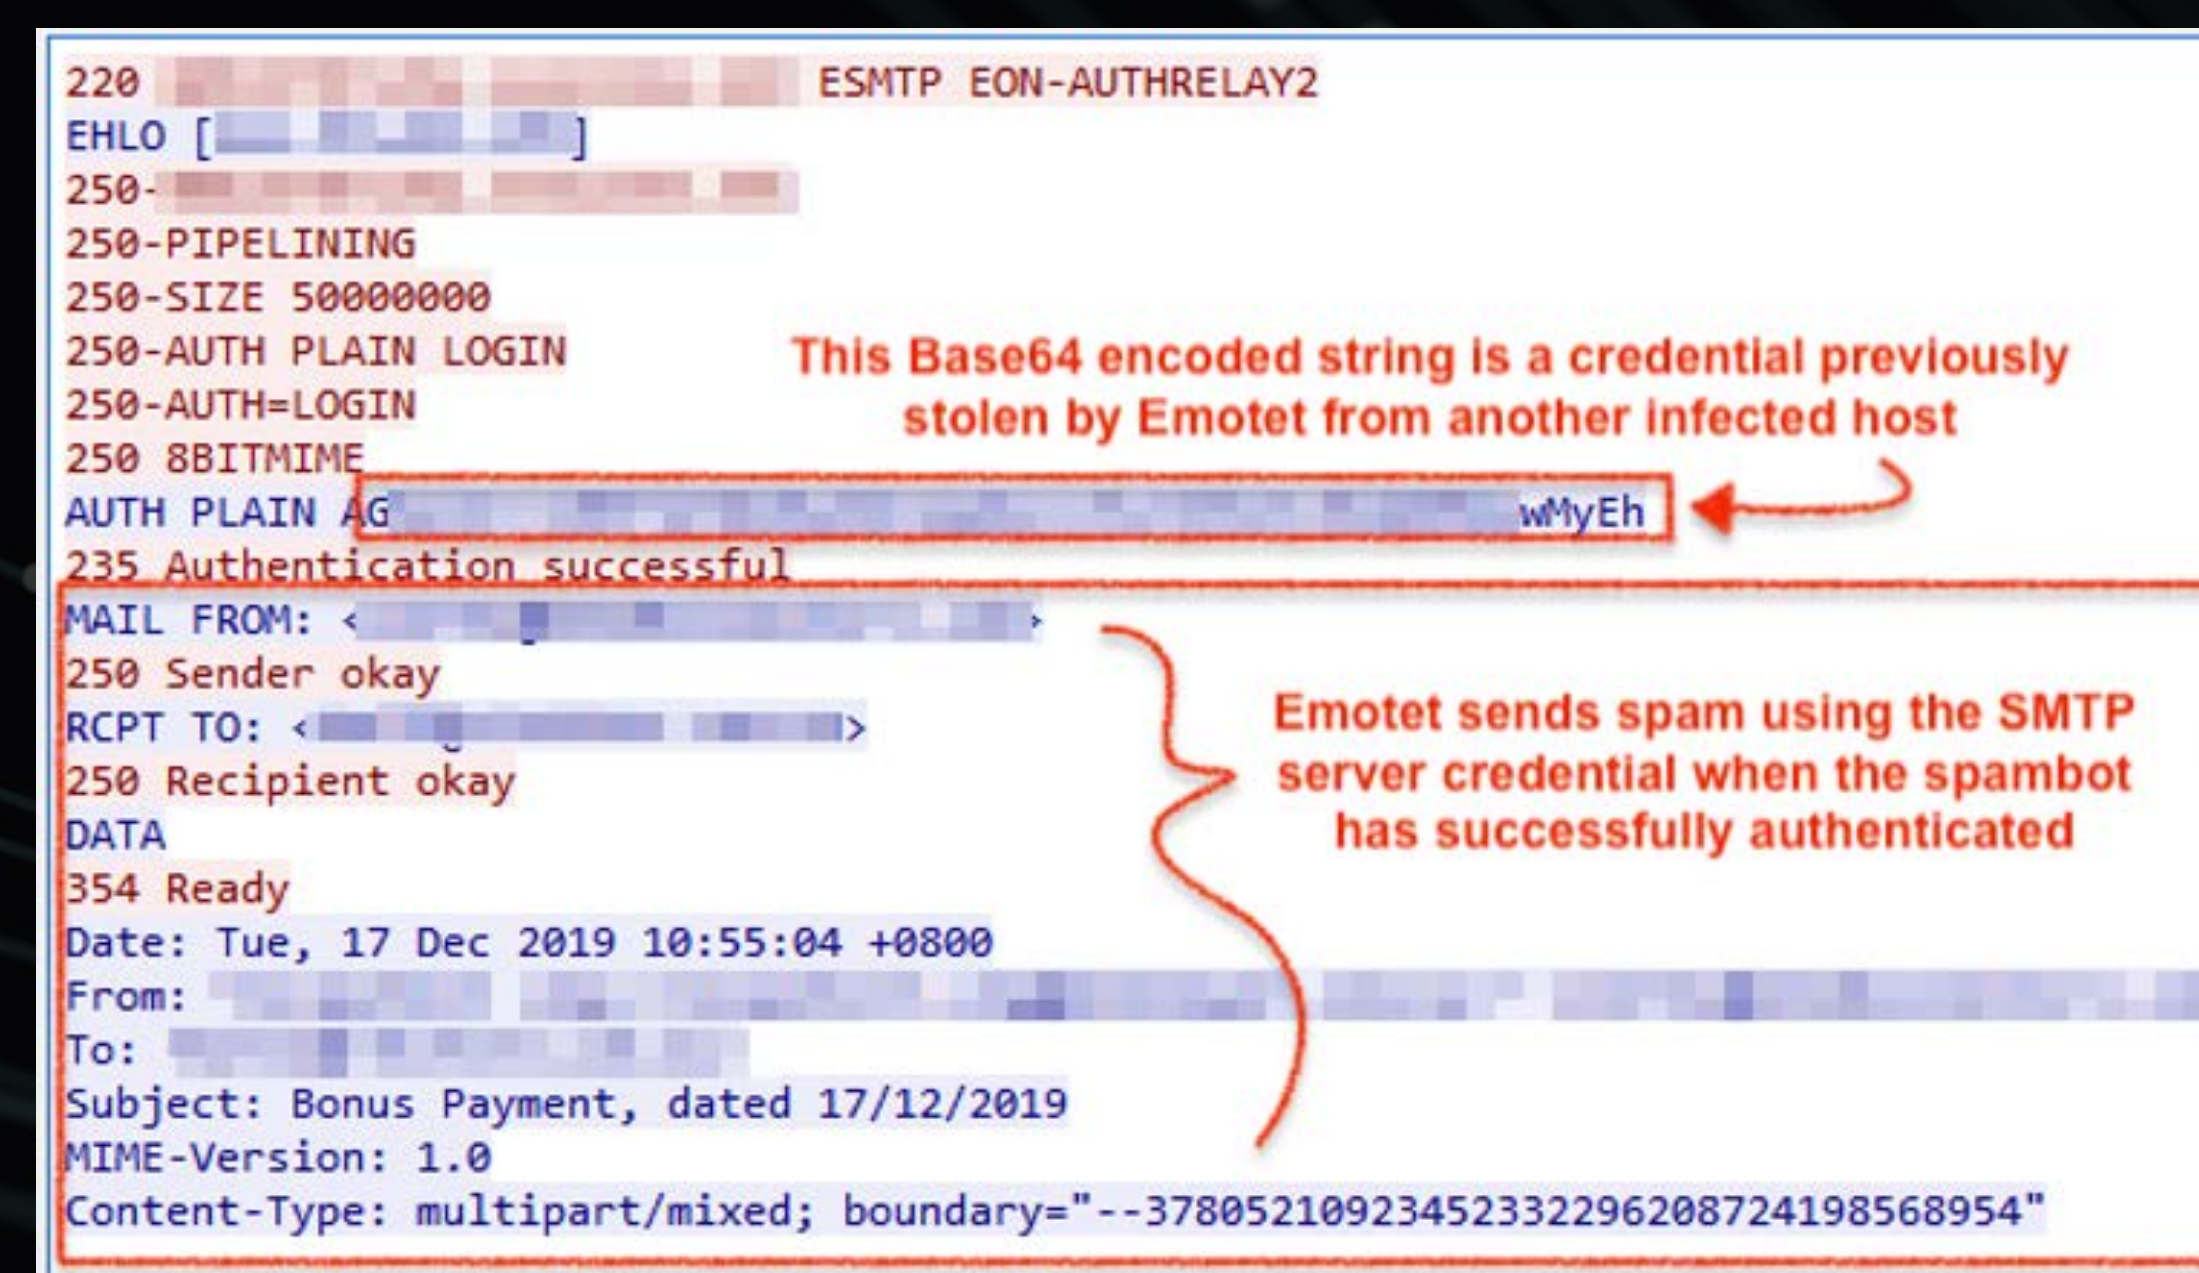 220 ESMTP EON-AUTHRELAY2
EHLO [ ]
250-
250-PIPELINING
250-SIZE 50000000
250-AUTH PLAIN LOGIN
250-AUTH=LOGIN
250 8BITMIME
This Base64 encoded string is a credential previously
stolen by Emotet from another infected host
AUTH PLAIN AG wMyEh
235 Authentication successful
MAIL FROM: < >
250 Sender okay
RCPT TO: < >
250 Recipient okay
DATA
354 Ready
Emotet sends spam using the SMTP
server credential when the spambot
has successfully authenticated
Date: Tue, 17 Dec 2019 10:55:04 +0800
From:
To:
Subject: Bonus Payment, dated 17/12/2019
MIME-Version: 1.0
Content-Type: multipart/mixed; boundary="--37805210923452332296208724198568954"